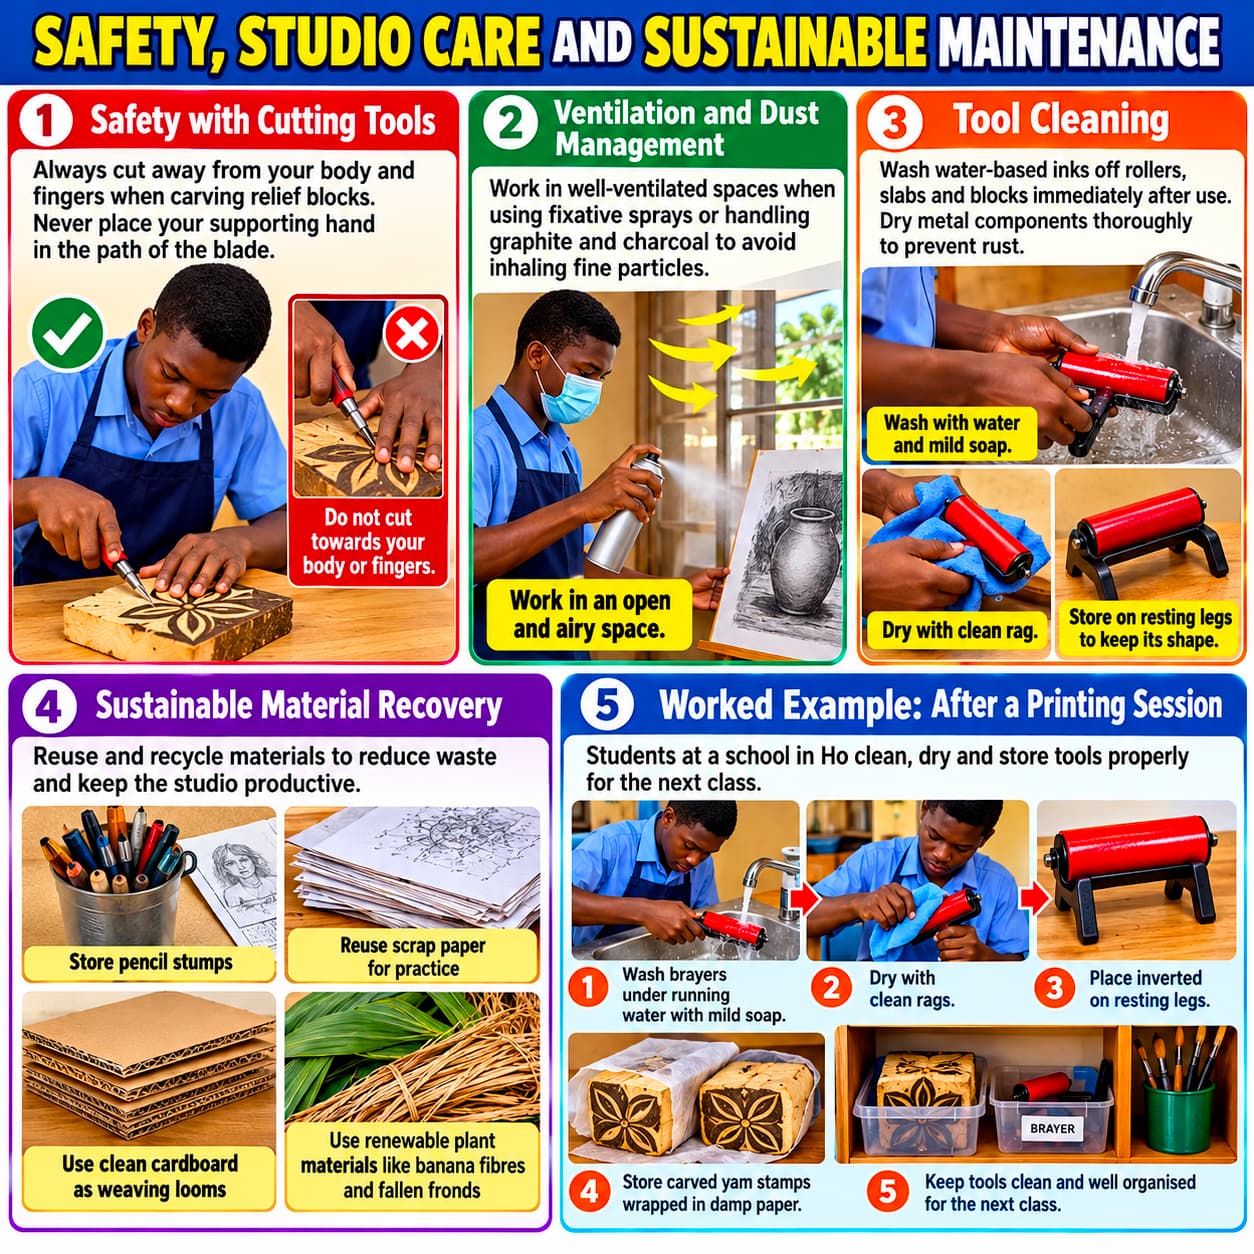 SAFETY, STUDIO CARE AND SUSTAINABLE MAINTENANCE
1 Safety with Cutting Tools
Always cut away from your body and
fingers when carving relief blocks.
Never place your supporting hand
in the path of the blade.
Do not cut
towards your
body or fingers.
2 Ventilation and Dust
Management
Work in well-ventilated spaces when
using fixative sprays or handling
graphite and charcoal to avoid
inhaling fine particles.
Work in an open
and airy space.
3 Tool Cleaning
Wash water-based inks off rollers,
slabs and blocks immediately after use.
Dry metal components thoroughly
to prevent rust.
Wash with water
and mild soap.
Dry with clean rag.
Store on resting legs
to keep its shape.
4 Sustainable Material Recovery
Reuse and recycle materials to reduce waste
and keep the studio productive.
Store pencil stumps
Reuse scrap paper
for practice
Use clean cardboard
as weaving looms
Use renewable plant
materials like banana fibres
and fallen fronds
5 Worked Example: After a Printing Session
Students at a school in Ho clean, dry and store tools properly
for the next class.
1 Wash brayers
under running
water with mild soap.
2 Dry with
clean rags.
3 Place inverted
on resting legs.
BRAYER
4 Store carved yam stamps
wrapped in damp paper.
5 Keep tools clean and well organised
for the next class.